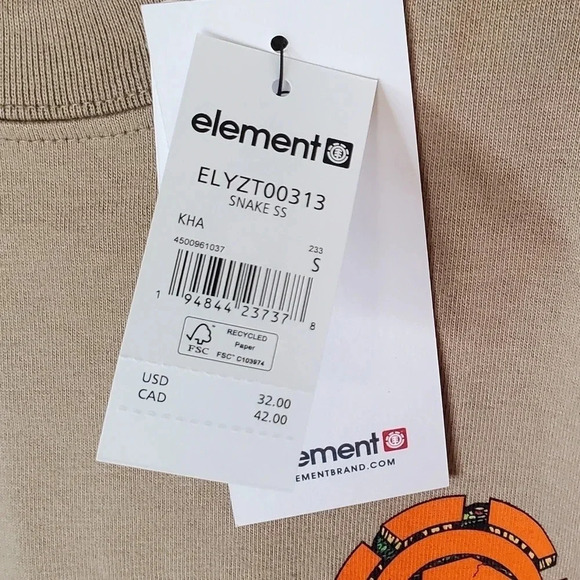 element
ELYZT00313
SNAKE SS
KHA
4500961037 233
S
1 94844 23737 8
FSC
RECYCLED
Paper
FSC™ C103974
USD 32.00
CAD 42.00
ement
EMENTBRAND.COM